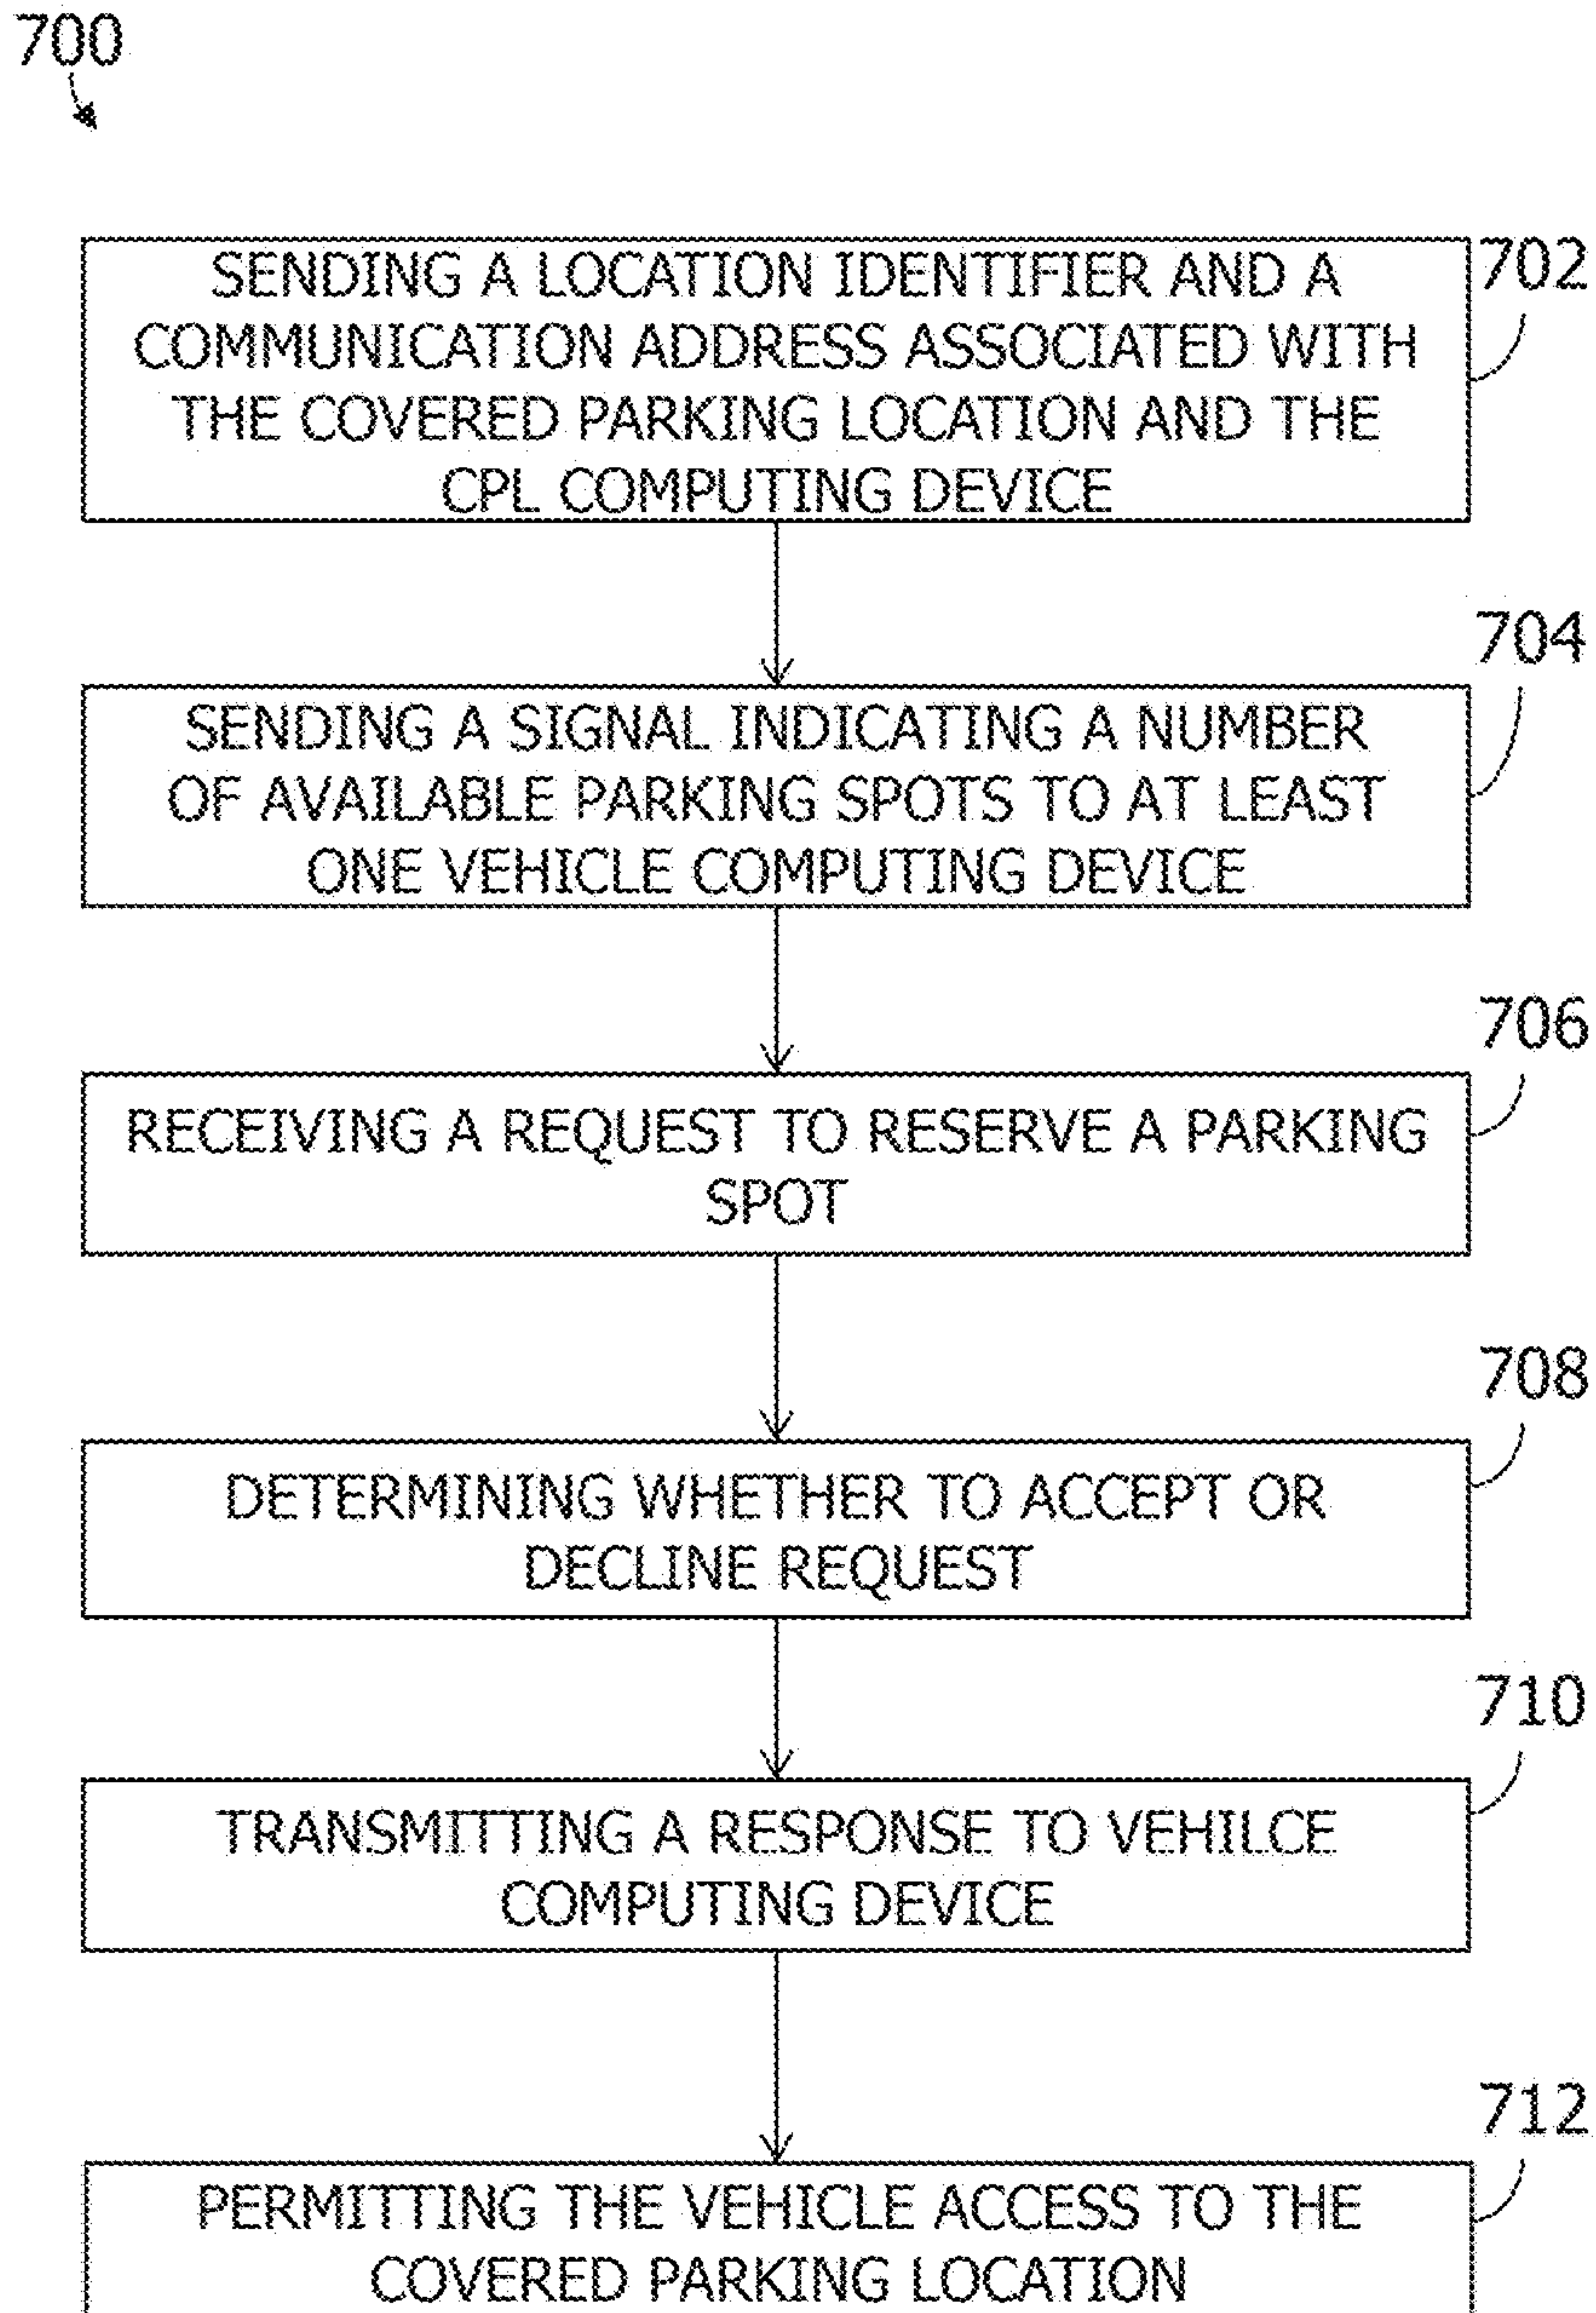 700
SENDING A LOCATION IDENTIFIER AND A
COMMUNICATION ADDRESS ASSOCIATED WITH
THE COVERED PARKING LOCATION AND THE
CPL COMPUTING DEVICE
702
SENDING A SIGNAL INDICATING A NUMBER
OF AVAILABLE PARKING SPOTS TO AT LEAST
ONE VEHICLE COMPUTING DEVICE
704
RECEIVING A REQUEST TO RESERVE A PARKING
SPOT
706
DETERMINING WHETHER TO ACCEPT OR
DECLINE REQUEST
708
TRANSMITTING A RESPONSE TO VEHILCE
COMPUTING DEVICE
710
PERMITTING THE VEHICLE ACCESS TO THE
COVERED PARKING LOCATION
712